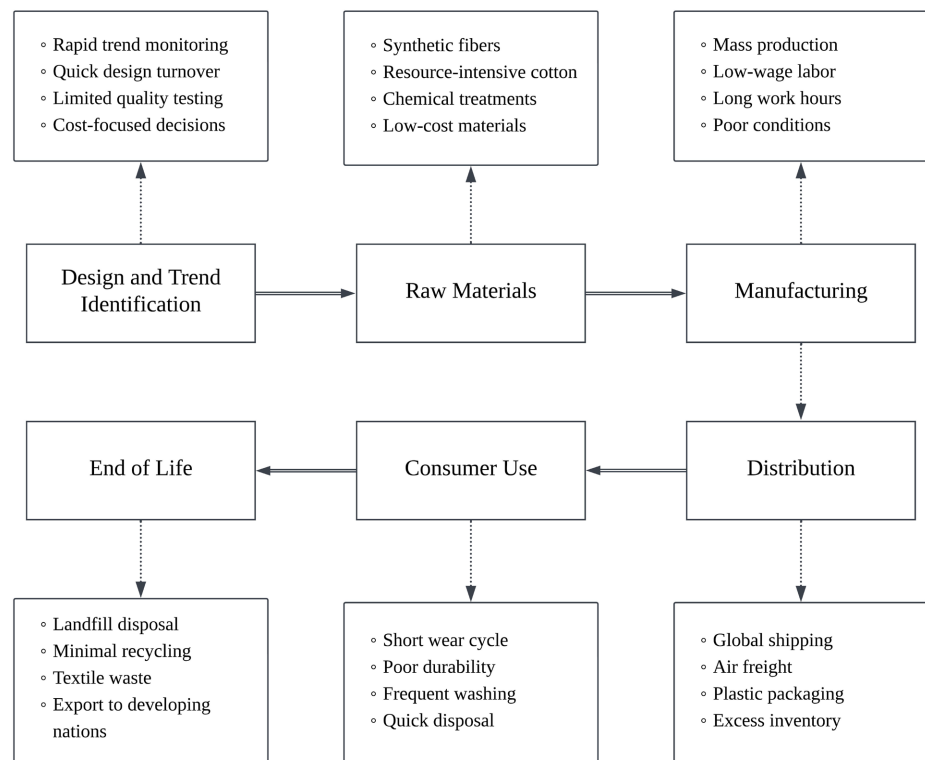 ◦ Rapid trend monitoring
◦ Quick design turnover
◦ Limited quality testing
◦ Cost-focused decisions
◦ Synthetic fibers
◦ Resource-intensive cotton
◦ Chemical treatments
◦ Low-cost materials
◦ Mass production
◦ Low-wage labor
◦ Long work hours
◦ Poor conditions
Design and Trend
Identification
Raw Materials
Manufacturing
End of Life
Consumer Use
Distribution
◦ Landfill disposal
◦ Minimal recycling
◦ Textile waste
◦ Export to developing
nations
◦ Short wear cycle
◦ Poor durability
◦ Frequent washing
◦ Quick disposal
◦ Global shipping
◦ Air freight
◦ Plastic packaging
◦ Excess inventory